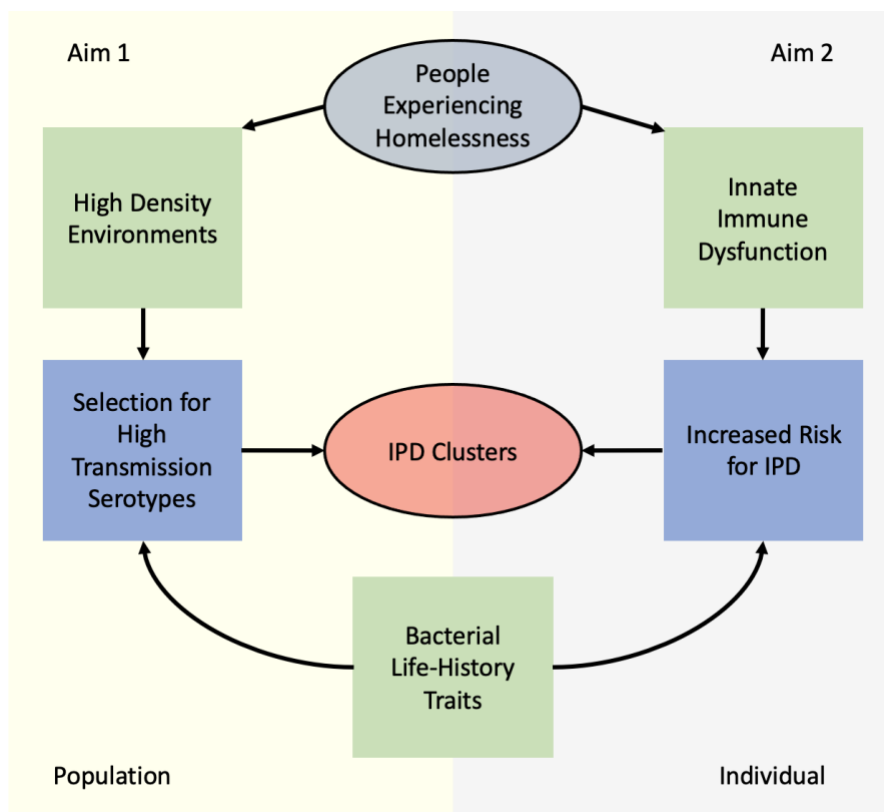 Aim 1
Aim 2
People
Experiencing
Homelessness
High Density
Environments
Innate
Immune
Dysfunction
Selection for
High
Transmission
Serotypes
IPD Clusters
Increased Risk
for IPD
Bacterial
Life-History
Traits
Population
Individual